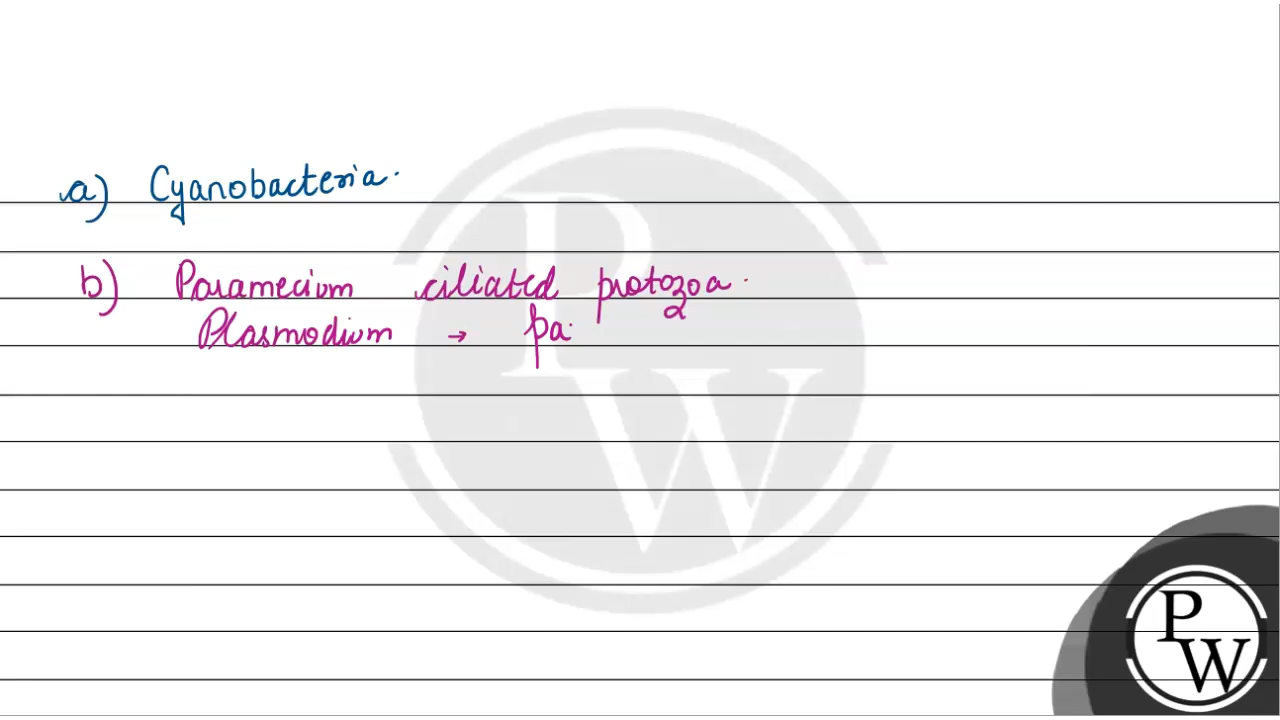 a) Cyanobacteria.
b) Paramecium ciliated protozoa.
Plasmodium → pa
P
W
P
W